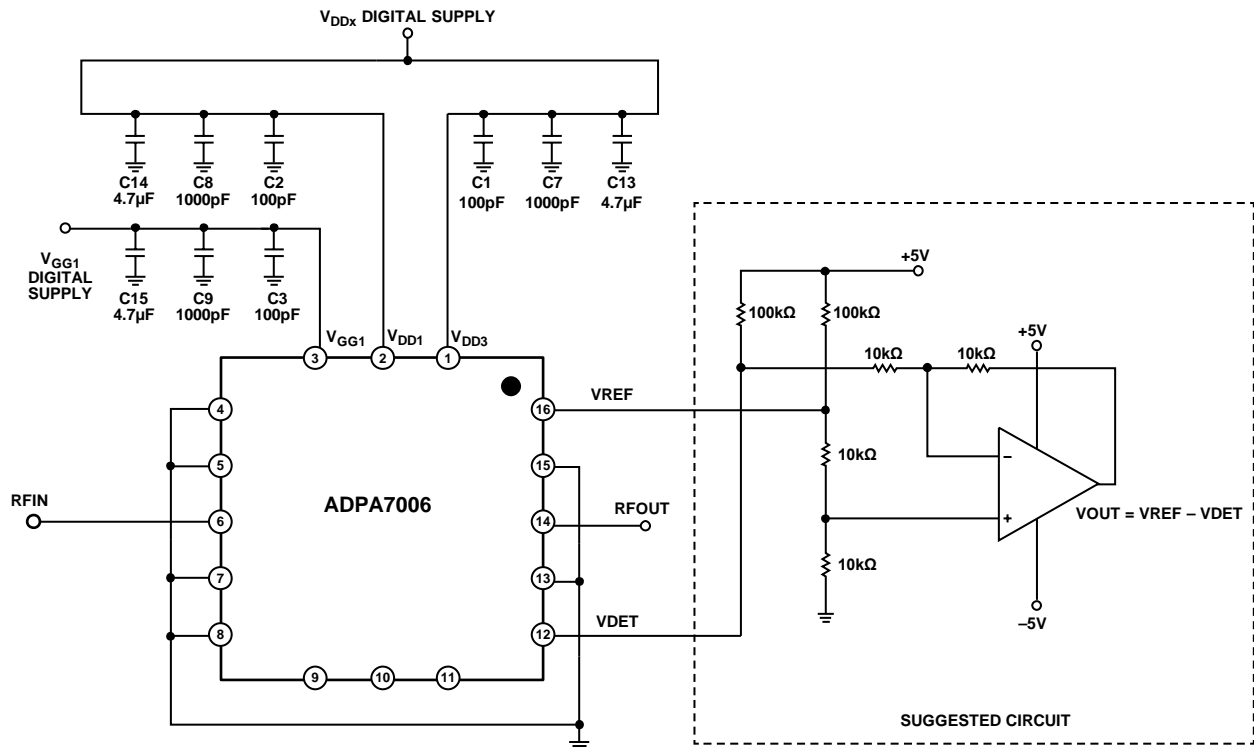 VDDx DIGITAL SUPPLY
C14
4.7µF
C8
1000pF
C2
100pF
C1
100pF
C7
1000pF
C13
4.7µF
VGG1
DIGITAL
SUPPLY
C15
4.7µF
C9
1000pF
C3
100pF
VGG1
VDD1
VDD3
3
2
1
4
5
6
7
8
9
10
11
12
13
14
15
16
RFIN
ADPA7006
VREF
RFOUT
VDET
+5V
100kΩ
100kΩ
10kΩ
10kΩ
+5V
10kΩ
–
+
VOUT = VREF – VDET
10kΩ
–5V
SUGGESTED CIRCUIT